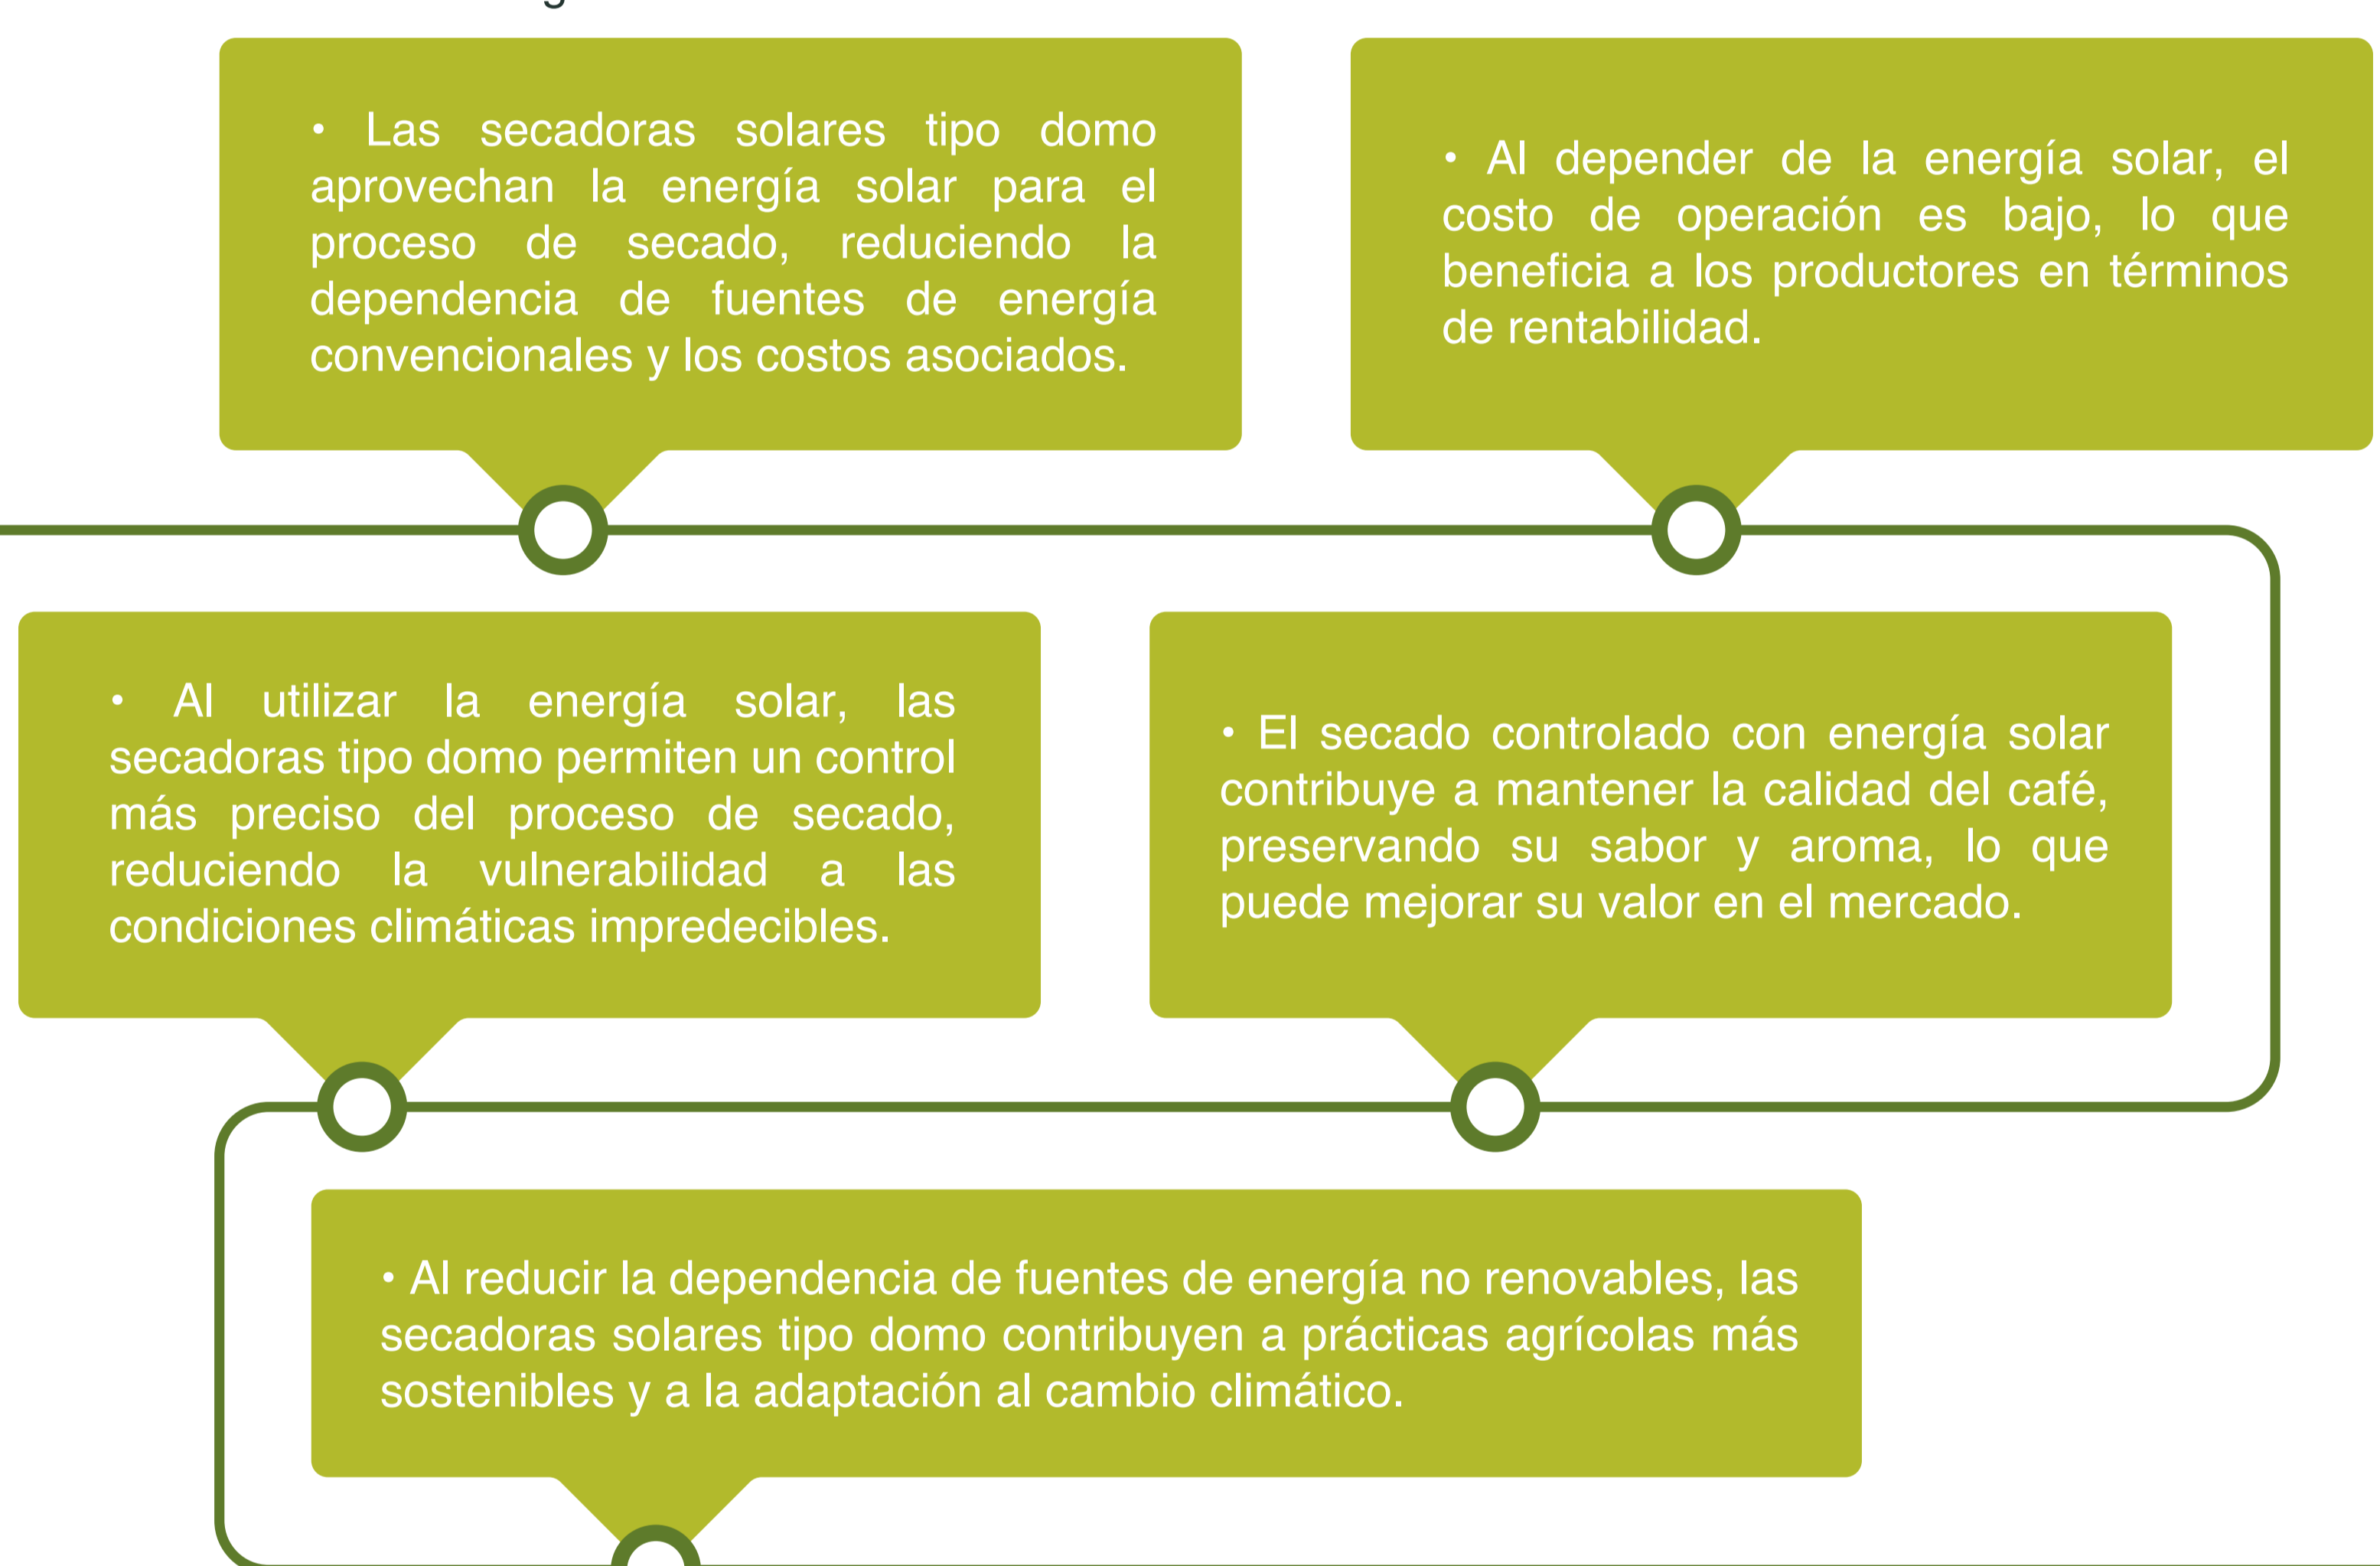 • Las secadoras solares tipo domo
aprovechan la energía solar para el
proceso de secado, reduciendo la
dependencia de fuentes de energía
convencionales y los costos asociados.
• Al depender de la energía solar, el
costo de operación es bajo, lo que
beneficia a los productores en términos
de rentabilidad.
• Al utilizar la energía solar, las
secadoras tipo domo permiten un control
más preciso del proceso de secado,
reduciendo la vulnerabilidad a las
condiciones climáticas impredecibles.
• El secado controlado con energía solar
contribuye a mantener la calidad del café,
preservando su sabor y aroma, lo que
puede mejorar su valor en el mercado.
• Al reducir la dependencia de fuentes de energía no renovables, las
secadoras solares tipo domo contribuyen a prácticas agrícolas más
sostenibles y a la adaptación al cambio climático.